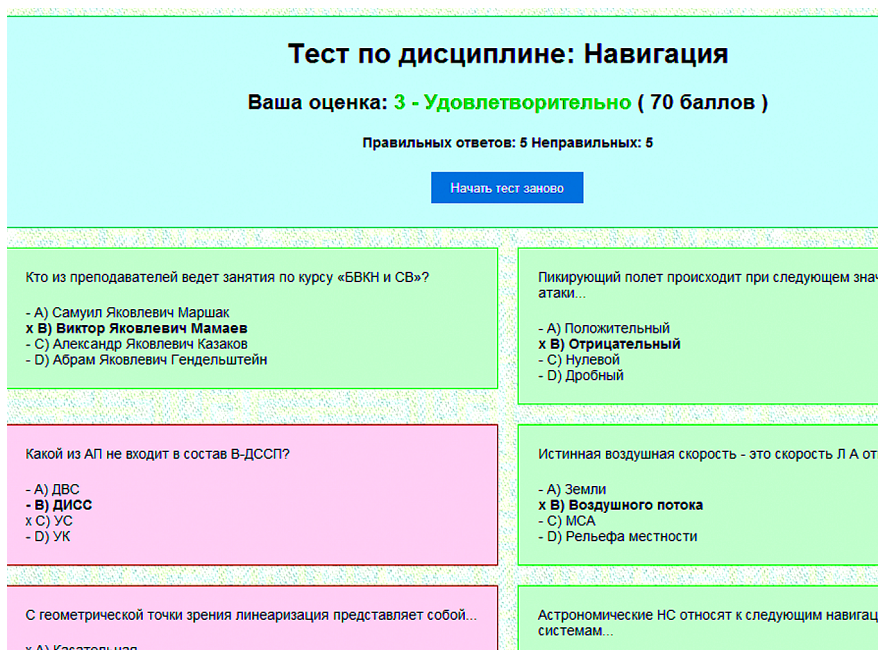 Тест по дисциплине: Навигация
Ваша оценка: 3 - Удовлетворительно ( 70 баллов )
Правильных ответов: 5 Неправильных: 5
Начать тест заново
Кто из преподавателей ведет занятия по курсу «БВКН и СВ»?
- A) Самуил Яковлевич Маршак
x B) Виктор Яковлевич Мамаев
- C) Александр Яковлевич Казаков
- D) Абрам Яковлевич Гендельштейн
Пикирующий полет происходит при следующем знач
атаки...
- A) Положительный
x B) Отрицательный
- C) Нулевой
- D) Дробный
Какой из АП не входит в состав В-ДССП?
- A) ДВС
- B) ДИСС
x C) УС
- D) УК
Истинная воздушная скорость - это скорость Л А от
- A) Земли
x B) Воздушного потока
- C) МСА
- D) Рельефа местности
С геометрической точки зрения линеаризация представляет собой...
x A) Касательная
Астрономические НС относят к следующим навигац
системам...